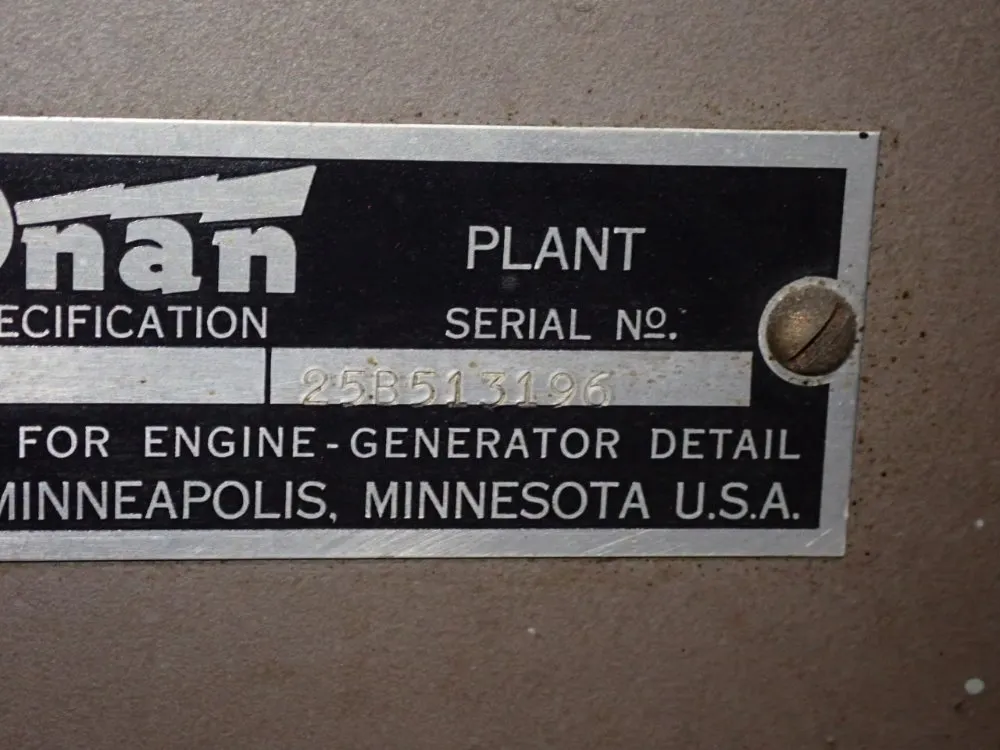 Onan
PLANT
ECIFICATION
SERIAL Nº.
25B513196
FOR ENGINE-GENERATOR DETAIL
MINNEAPOLIS, MINNESOTA U.S.A.